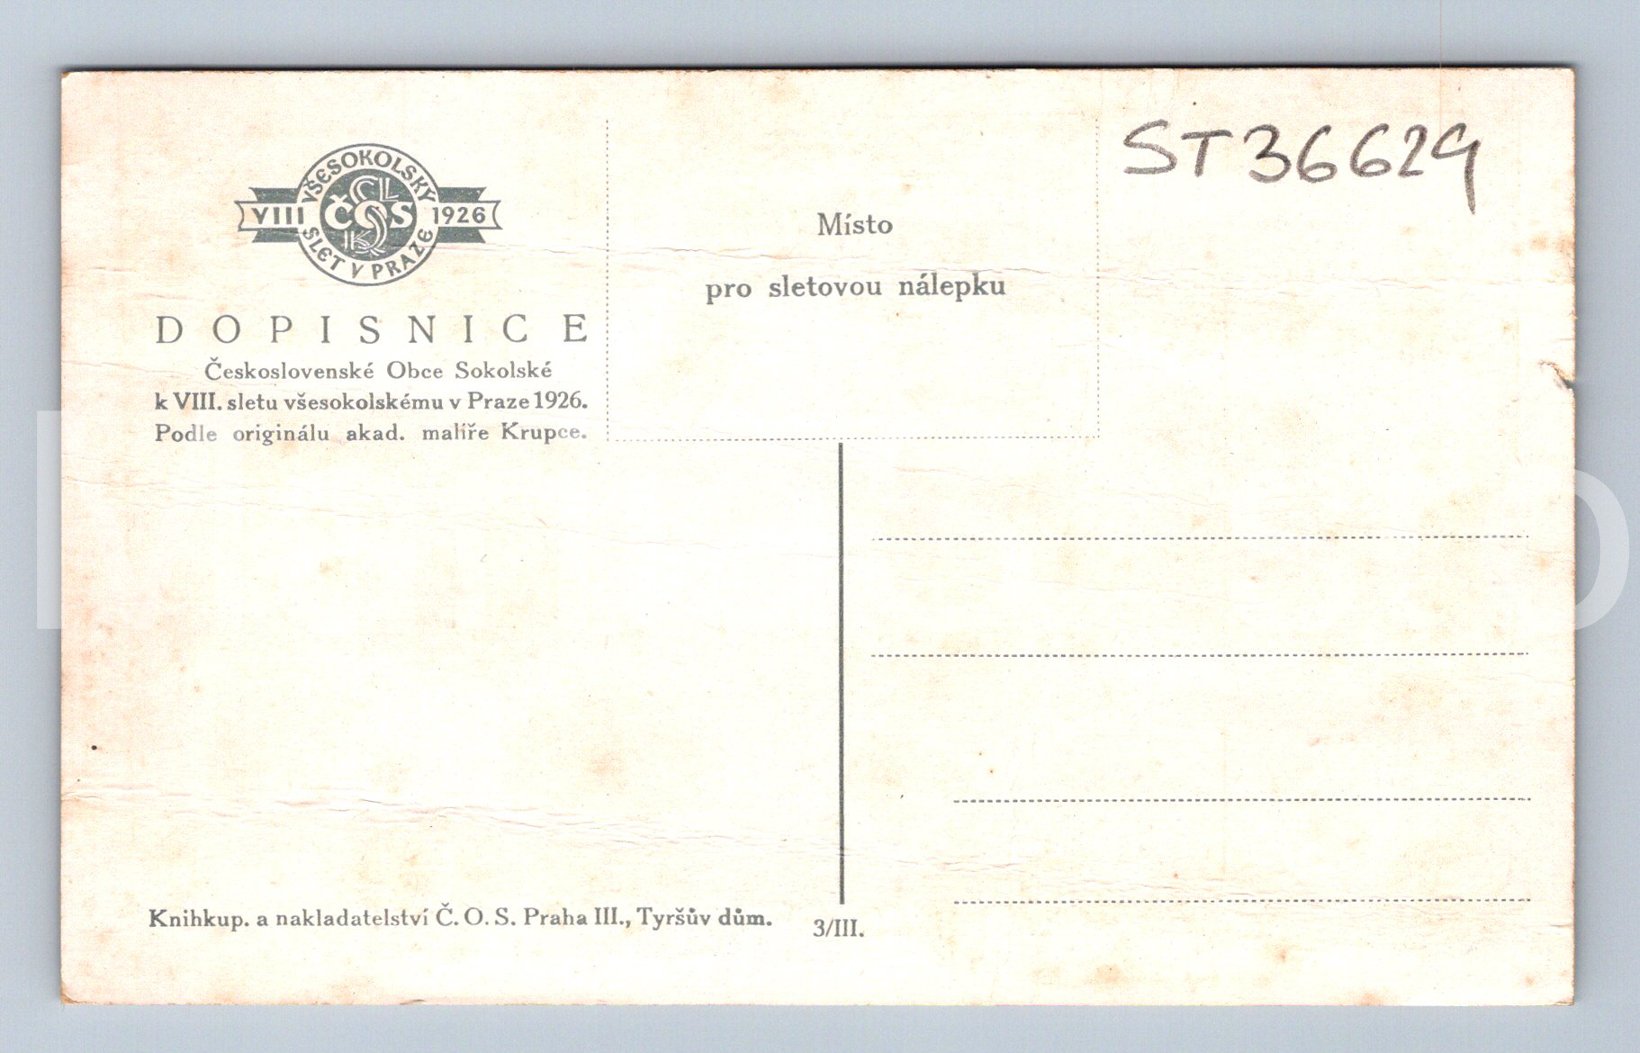 VŠESOKOLSKÝ
VIII ČOS 1926
SLET V PRAZE
ST36629
Místo
pro sletovou nálepku
DOPISNICE
Československé Obce Sokolské
k VIII. sletu všesokolskému v Praze 1926.
Podle originálu akad. malíře Krupce.
Knihkup. a nakladatelství Č. O. S. Praha III., Tyršův dům.
3/III.